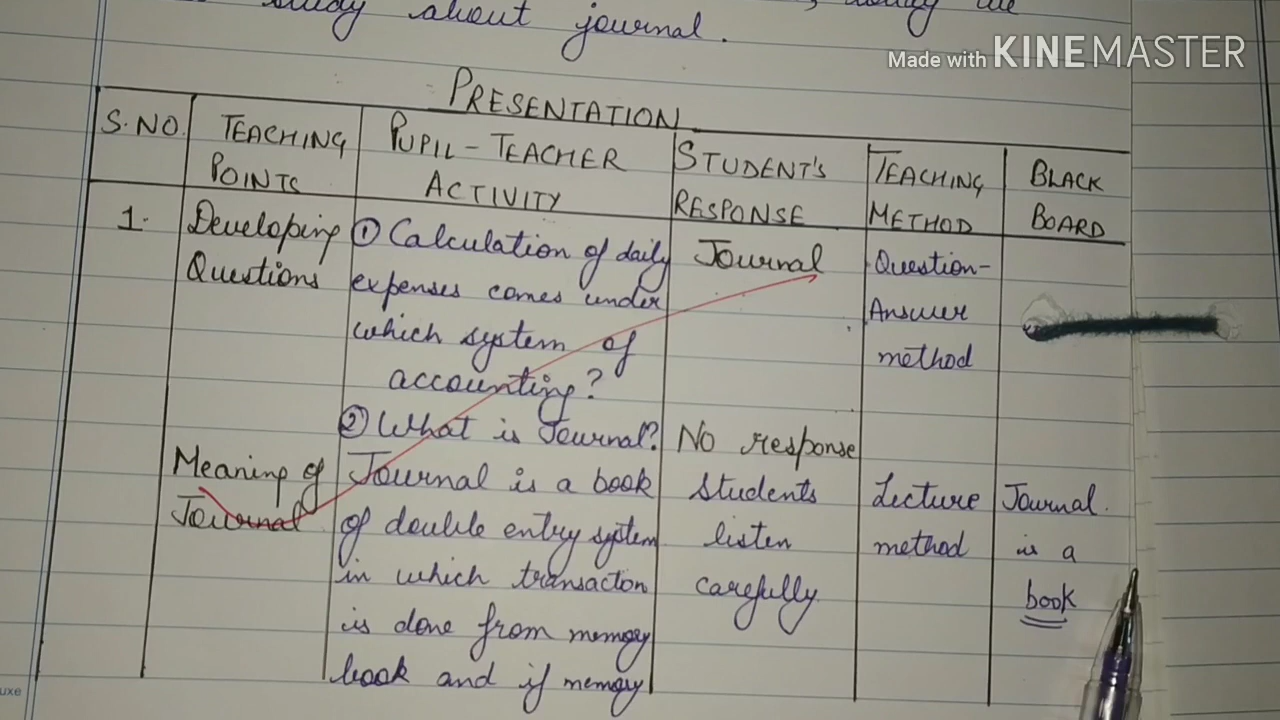 study about journal.
Made with KINEMASTER
PRESENTATION
S.NO. TEACHING POINTS PUPIL-TEACHER ACTIVITY STUDENT'S RESPONSE TEACHING METHOD BLACK BOARD
1. Developing Questions
① Calculation of daily
expenses comes under
which system of
accounting?
Journal
Question-
Answer
method
② What is Journal?
No response
Meaning of
Journal
Journal is a book
of double entry system
in which transacton
is done from memory
book and if memory
Students
listen
carefully
Lecture
method
Journal
is a
book
uxe